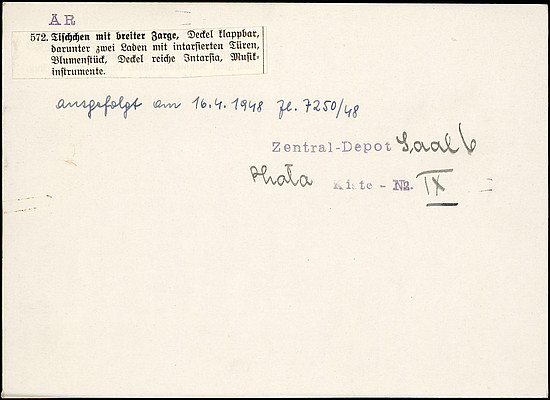 AR
572. Tischchen mit breiter Zarge, Deckel klappbar,
darunter zwei Laden mit intarsierten Türen,
Blumenstück, Deckel reiche Intarsia, Musik-
instrumente.
ausgefolgt am 16.4.1948 Zl. 7250/48
Zentral-Depot Saal 6
Kiste - Nr. IX